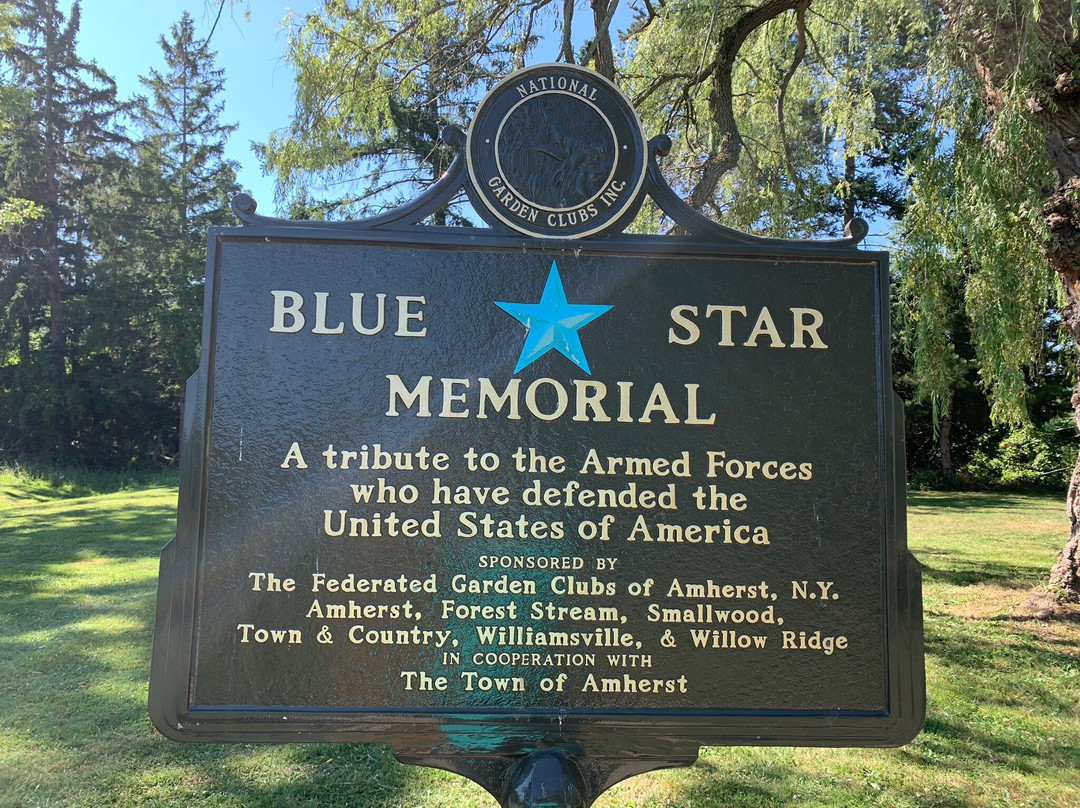 NATIONAL
GARDEN CLUBS INC.
BLUE STAR
MEMORIAL
A tribute to the Armed Forces
who have defended the
United States of America
SPONSORED BY
The Federated Garden Clubs of Amherst, N.Y.
Amherst, Forest Stream, Smallwood,
Town & Country, Williamsville, & Willow Ridge
IN COOPERATION WITH
The Town of Amherst